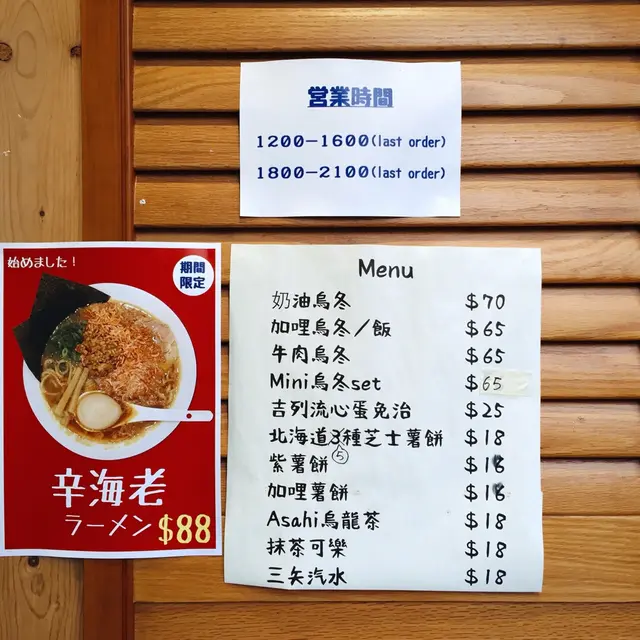 営業時間
1200-1600(last order)
1800-2100(last order)
始めました!
期間
限定
辛海老
ラーメン $88
Menu
奶油烏冬 $70
加哩烏冬/飯 $65
牛肉烏冬 $65
Mini烏冬set $65
吉列流心蛋免治 $25
北海道3種芝士薯餅 $18
⑤
紫薯餅 $18
加哩薯餅 $18
Asahi烏龍茶 $18
抹茶可樂 $18
三矢汽水 $18